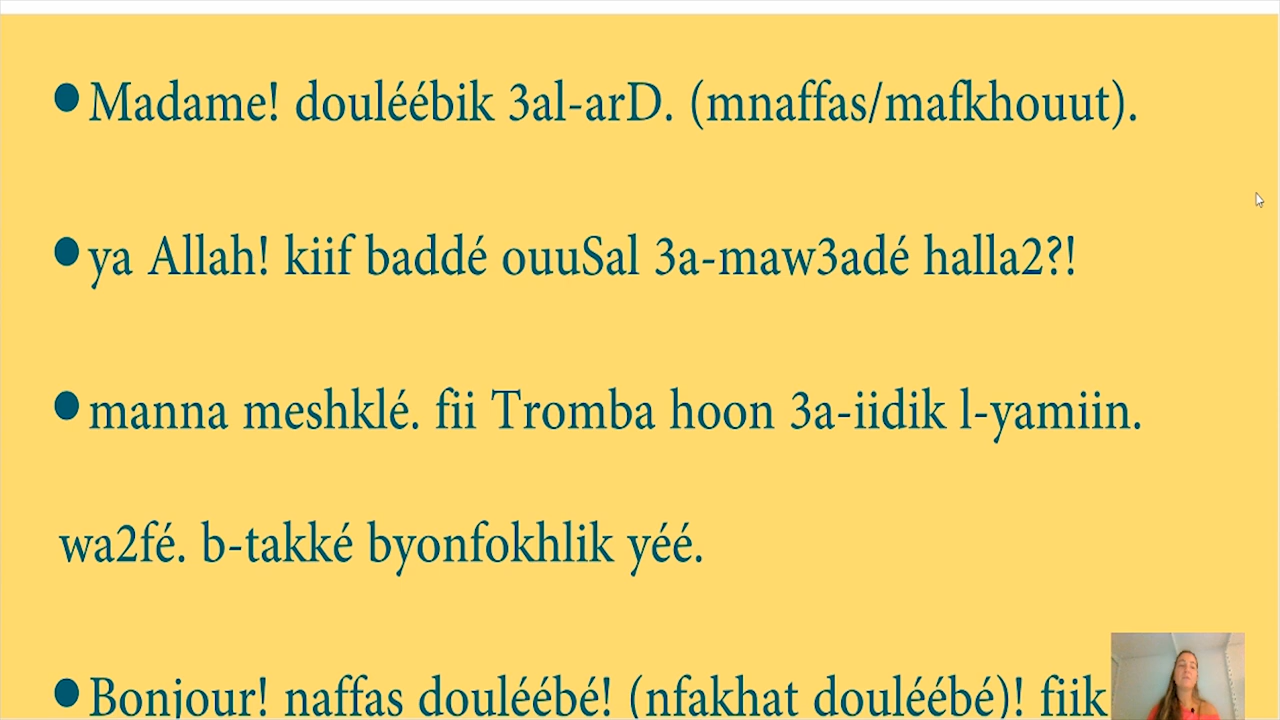 • Madame! douléébik 3al-arD. (mnaffas/mafkhouut).
• ya Allah! kiif baddé ouuSal 3a-maw3adé halla2?!
• manna meshklé. fii Tromba hoon 3a-iidik l-yamiin.
wa2fé. b-takké byonfokhlik yéé.
• Bonjour! naffas douléébé! (nfakhat douléébé)! fiik